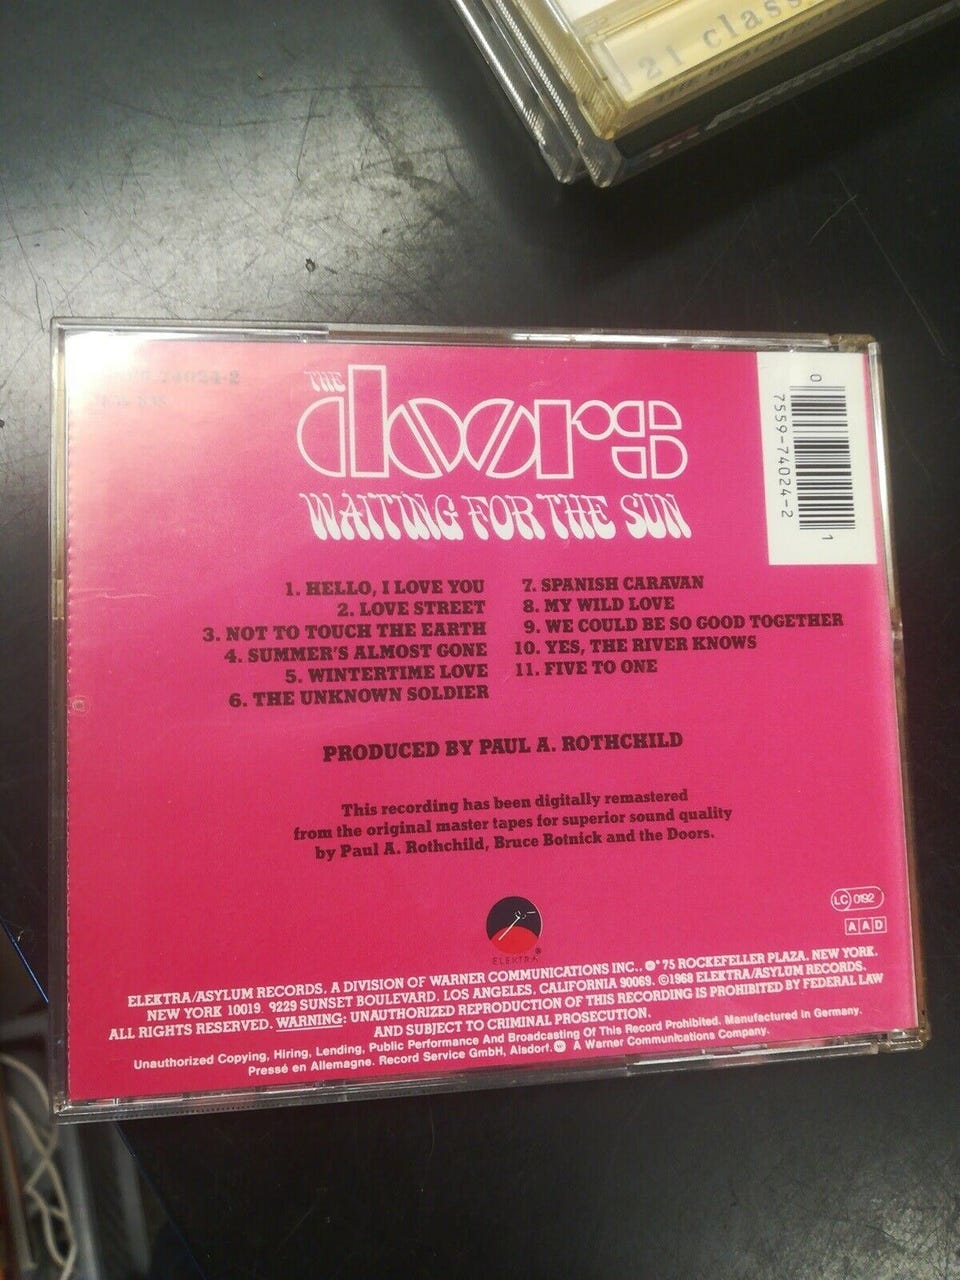 21 class
74024-2
THE
doors
WAITING FOR THE SUN
0
7559-74024-2
1
1. HELLO, I LOVE YOU
2. LOVE STREET
3. NOT TO TOUCH THE EARTH
4. SUMMER'S ALMOST GONE
5. WINTERTIME LOVE
6. THE UNKNOWN SOLDIER
7. SPANISH CARAVAN
8. MY WILD LOVE
9. WE COULD BE SO GOOD TOGETHER
10. YES, THE RIVER KNOWS
11. FIVE TO ONE
PRODUCED BY PAUL A. ROTHCHILD
This recording has been digitally remastered
from the original master tapes for superior sound quality
by Paul A. Rothchild, Bruce Botnick and the Doors.
LC 0192
AAD
ELEKTRA ®
ELEKTRA/ASYLUM RECORDS, A DIVISION OF WARNER COMMUNICATIONS INC., 75 ROCKEFELLER PLAZA, NEW YORK,
NEW YORK 10019. 9229 SUNSET BOULEVARD, LOS ANGELES, CALIFORNIA 90069. ©1968 ELEKTRA/ASYLUM RECORDS.
ALL RIGHTS RESERVED. WARNING: UNAUTHORIZED REPRODUCTION OF THIS RECORDING IS PROHIBITED BY FEDERAL LAW
AND SUBJECT TO CRIMINAL PROSECUTION.
Unauthorized Copying, Hiring, Lending, Public Performance And Broadcasting Of This Record Prohibited. Manufactured in Germany.
Pressé en Allemagne. Record Service GmbH, Alsdorf. A Warner Communications Company.